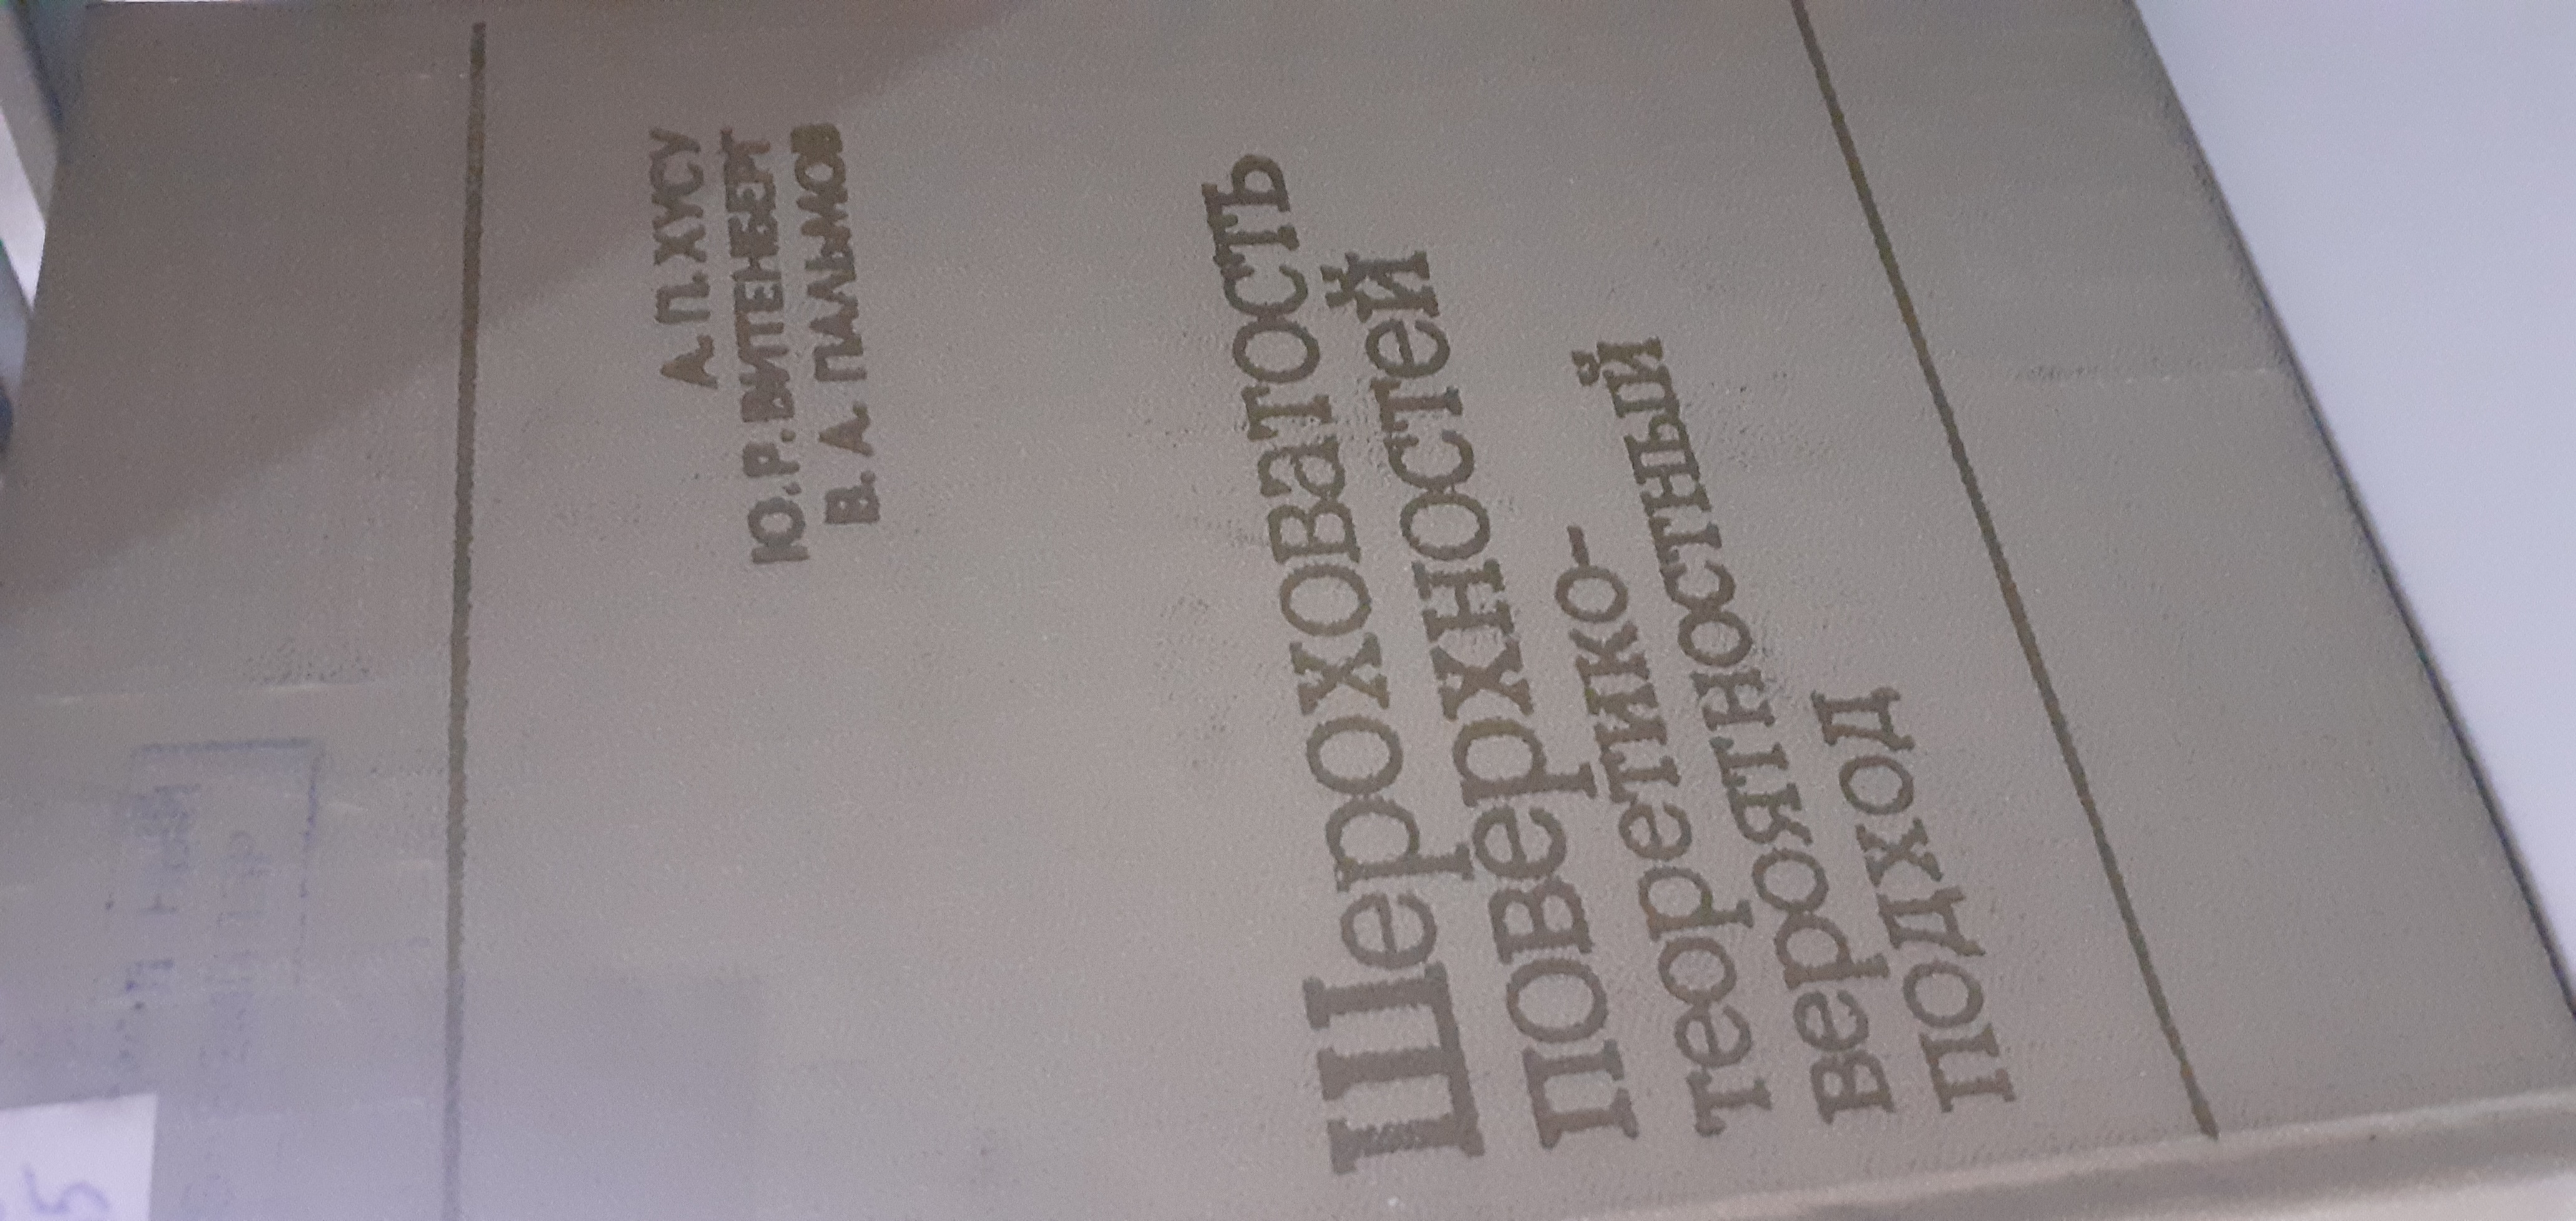 А. П. ХУСУ
Ю. Р. ВИТЕНБЕРГ
В. А. ПАЛЬМОВ
Шероховатость
поверхностей
теоретико-
вероятностный
подход